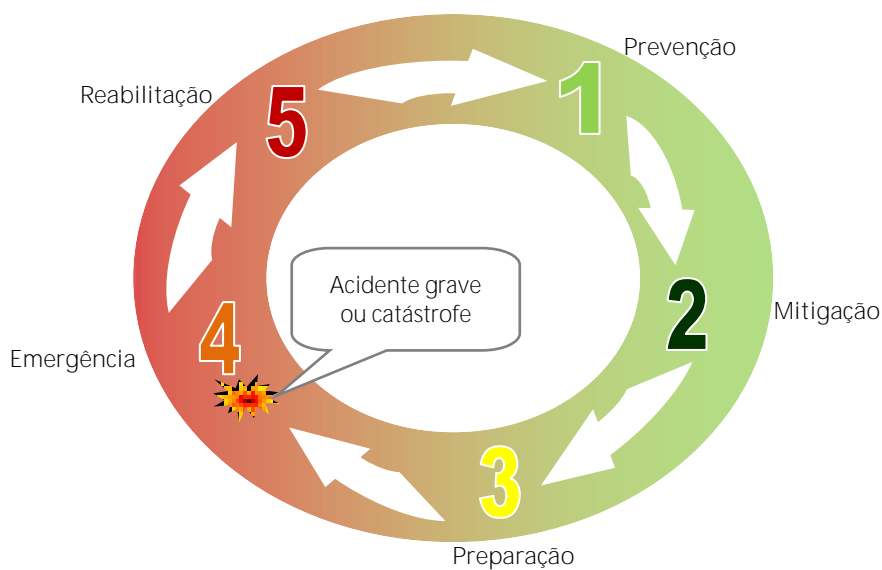 Prevenção
1
Reabilitação
5
Acidente grave
ou catástrofe
2
Mitigação
4
Emergência
3
Preparação